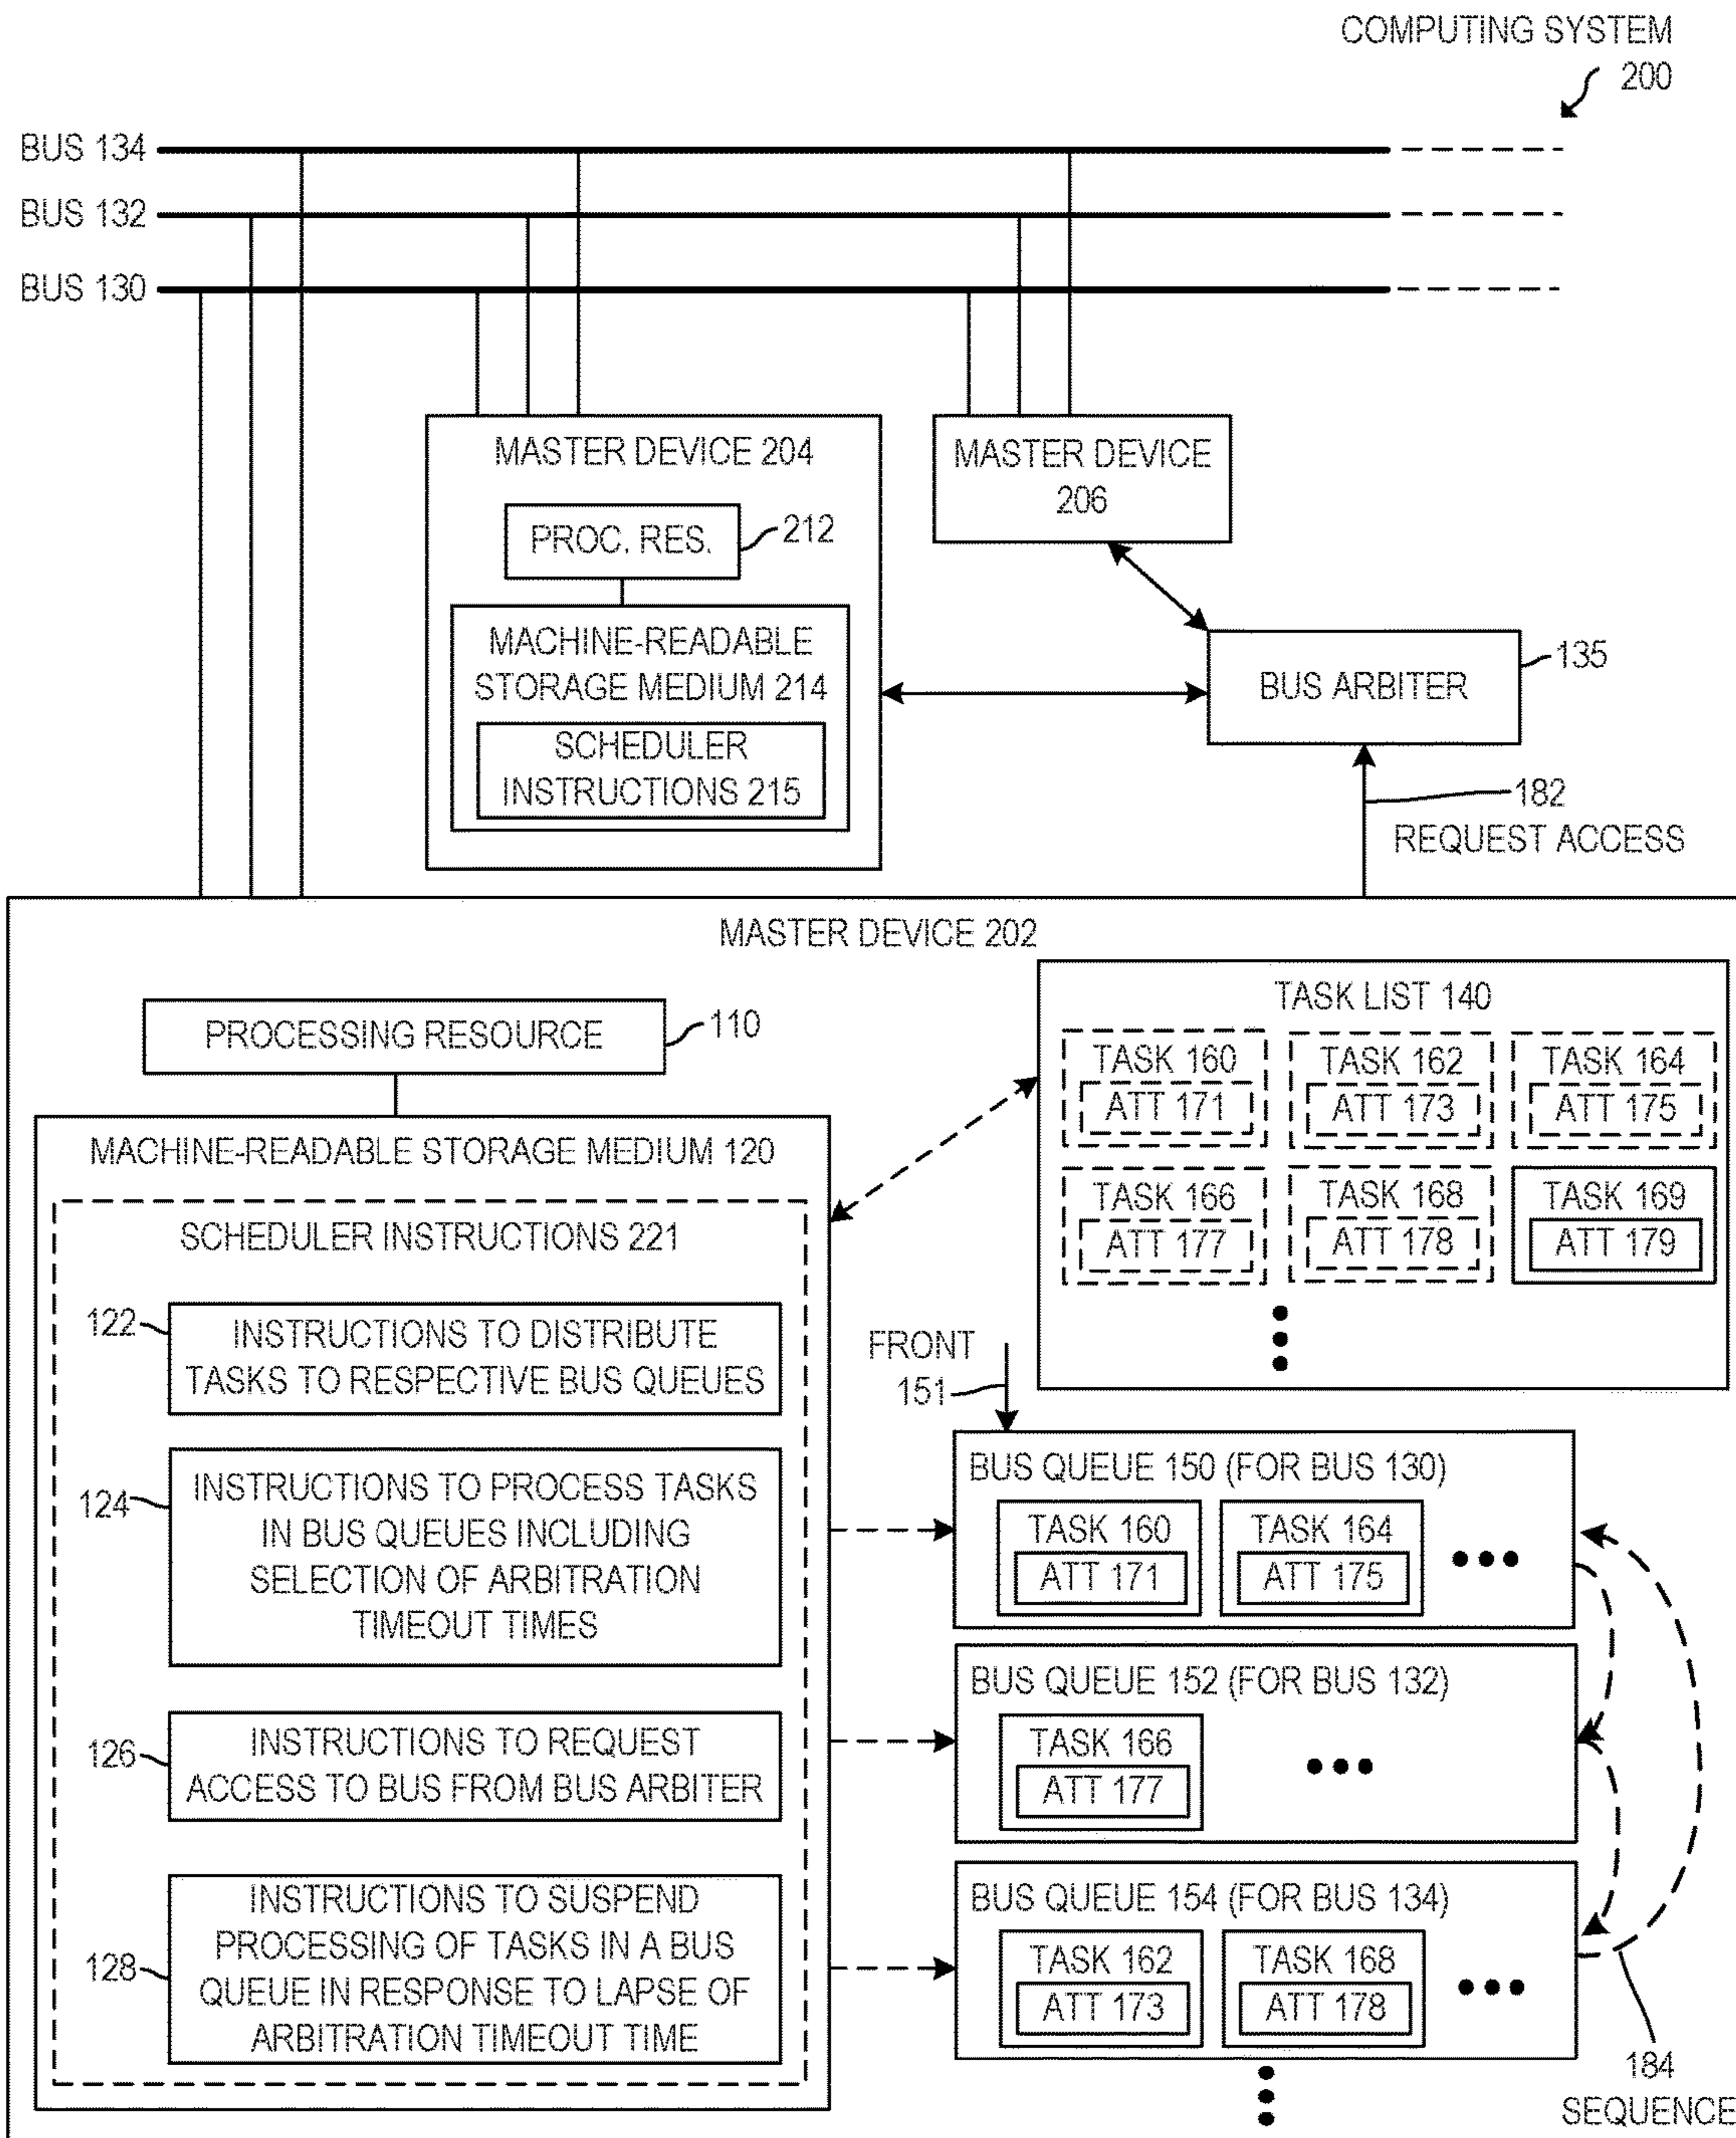 COMPUTING SYSTEM
200
BUS 134
BUS 132
BUS 130
MASTER DEVICE 204
PROC. RES.
212
MACHINE-READABLE
STORAGE MEDIUM 214
SCHEDULER
INSTRUCTIONS 215
MASTER DEVICE
206
BUS ARBITER
135
182
REQUEST ACCESS
MASTER DEVICE 202
PROCESSING RESOURCE
110
MACHINE-READABLE STORAGE MEDIUM 120
SCHEDULER INSTRUCTIONS 221
122
INSTRUCTIONS TO DISTRIBUTE
TASKS TO RESPECTIVE BUS QUEUES
124
INSTRUCTIONS TO PROCESS TASKS
IN BUS QUEUES INCLUDING
SELECTION OF ARBITRATION
TIMEOUT TIMES
126
INSTRUCTIONS TO REQUEST
ACCESS TO BUS FROM BUS ARBITER
128
INSTRUCTIONS TO SUSPEND
PROCESSING OF TASKS IN A BUS
QUEUE IN RESPONSE TO LAPSE OF
ARBITRATION TIMEOUT TIME
TASK LIST 140
TASK 160
ATT 171
TASK 162
ATT 173
TASK 164
ATT 175
TASK 166
ATT 177
TASK 168
ATT 178
TASK 169
ATT 179
FRONT
151
BUS QUEUE 150 (FOR BUS 130)
TASK 160
ATT 171
TASK 164
ATT 175
BUS QUEUE 152 (FOR BUS 132)
TASK 166
ATT 177
BUS QUEUE 154 (FOR BUS 134)
TASK 162
ATT 173
TASK 168
ATT 178
184
SEQUENCE